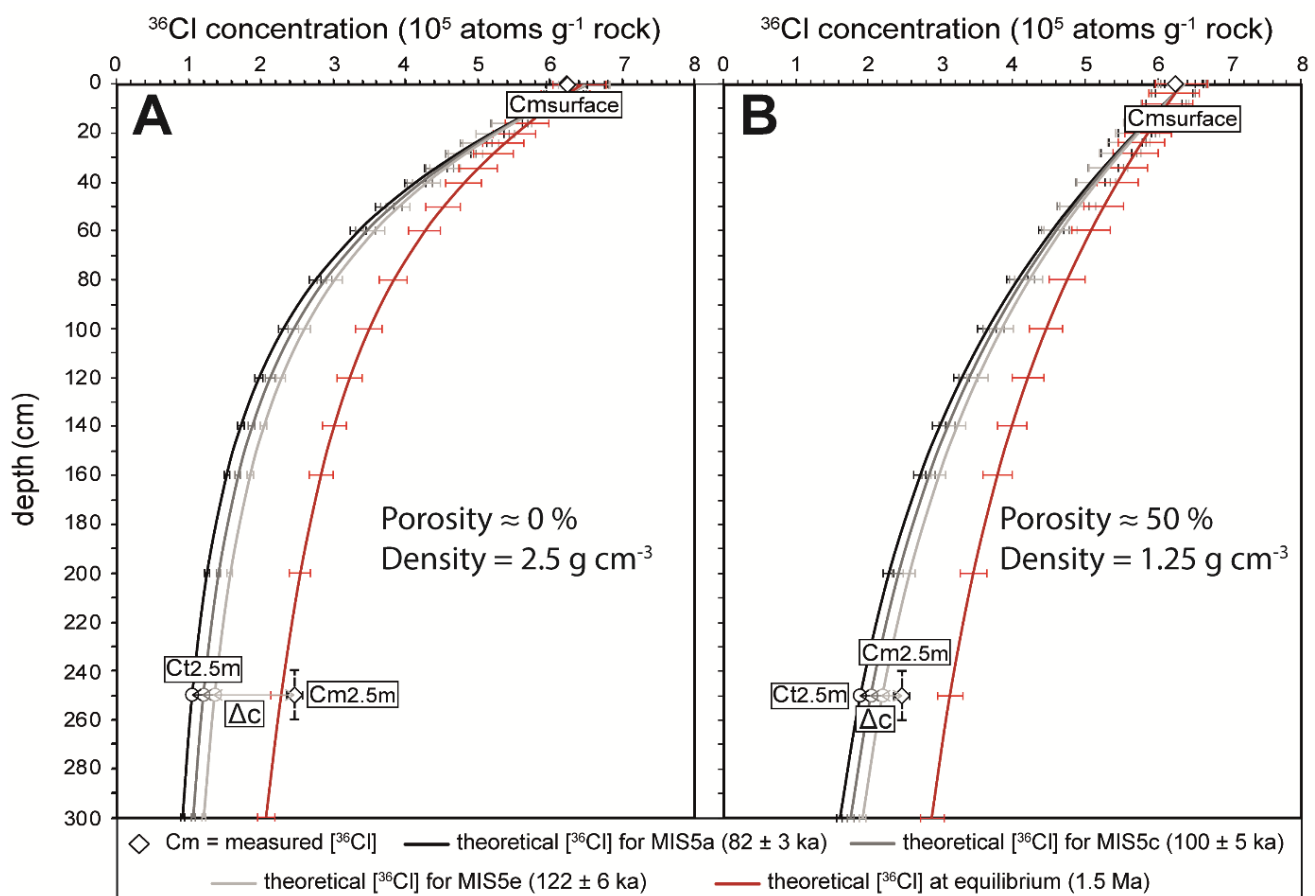 ³⁶Cl concentration (10⁵ atoms g⁻¹ rock)
³⁶Cl concentration (10⁵ atoms g⁻¹ rock)
0 1 2 3 4 5 6 7 8
0 1 2 3 4 5 6 7 8
0
A
Cmsurface
B
Cmsurface
20
40
60
80
100
120
140
160
180
200
220
240
260
280
300
depth (cm)
Porosity ≈ 0 %
Density = 2.5 g cm⁻³
Porosity ≈ 50 %
Density = 1.25 g cm⁻³
Ct2.5m
Cm2.5m
Δc
Cm2.5m
Ct2.5m
Δc
Cm = measured [³⁶Cl] theoretical [³⁶Cl] for MIS5a (82 ± 3 ka) theoretical [³⁶Cl] for MIS5c (100 ± 5 ka)
theoretical [³⁶Cl] for MIS5e (122 ± 6 ka) theoretical [³⁶Cl] at equilibrium (1.5 Ma)